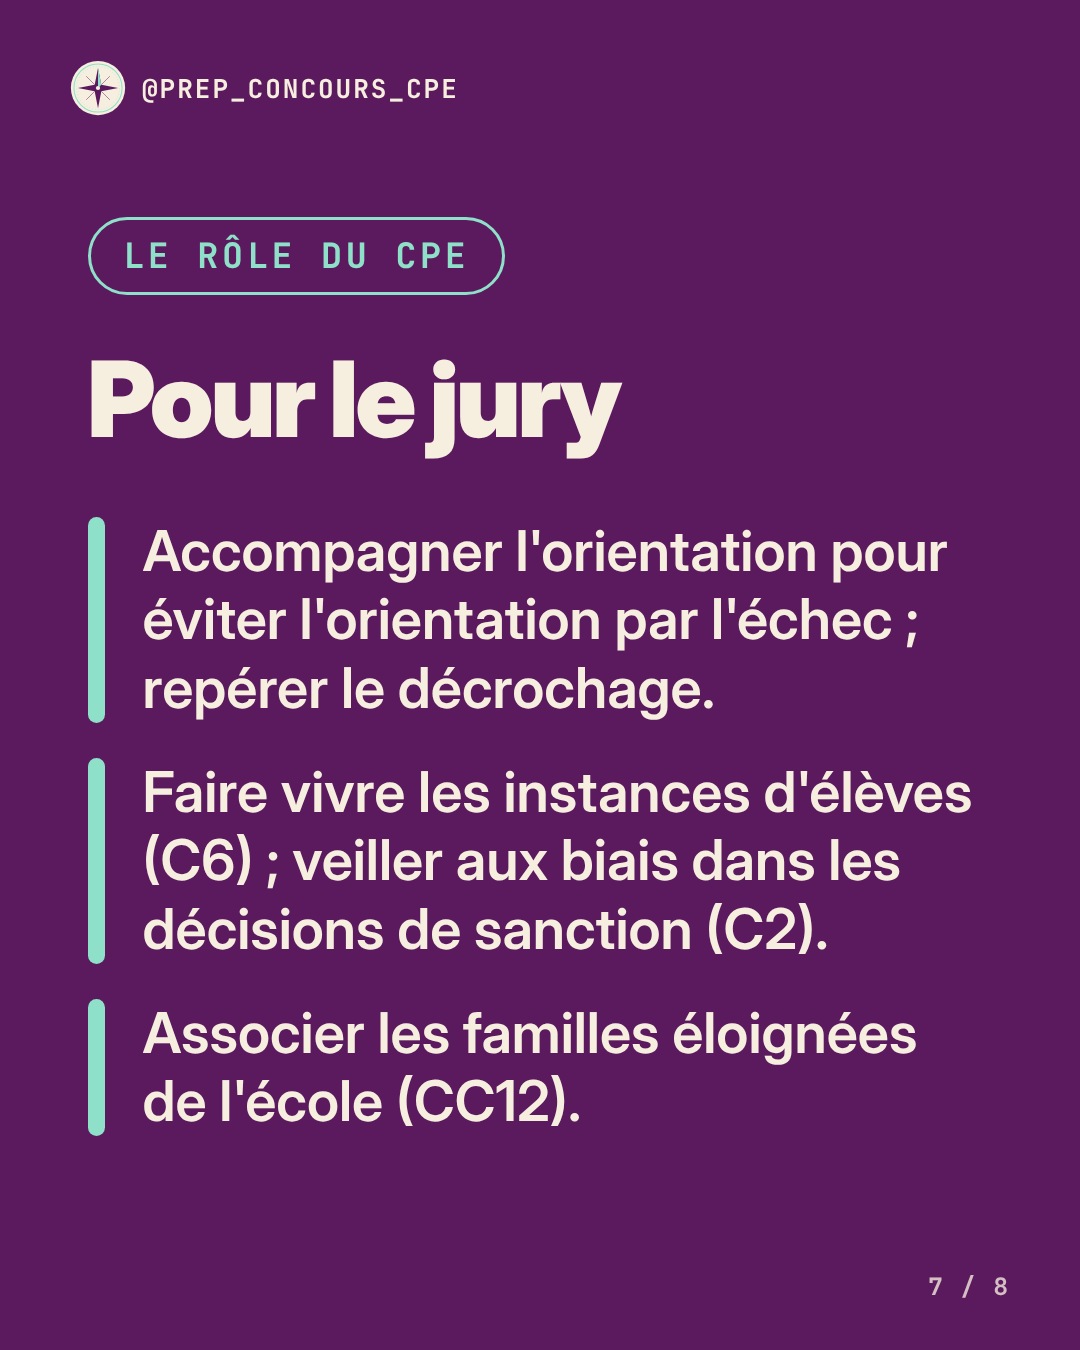 @PREP_CONCOURS_CPE
LE RÔLE DU CPE
Pour le jury
Accompagner l'orientation pour
éviter l'orientation par l'échec ;
repérer le décrochage.
Faire vivre les instances d'élèves
(C6) ; veiller aux biais dans les
décisions de sanction (C2).
Associer les familles éloignées
de l'école (CC12).
7 / 8